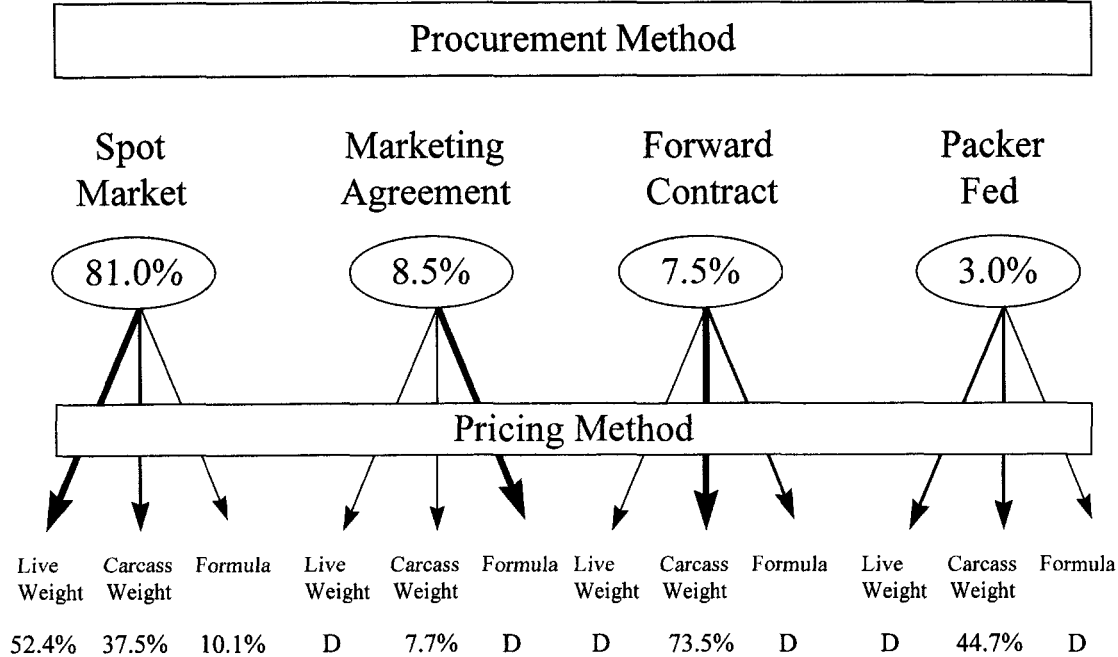 Procurement Method
Spot Marketing Forward Packer
Market Agreement Contract Fed
81.0% 8.5% 7.5% 3.0%
Pricing Method
Live Carcass Formula Live Carcass Formula Live Carcass Formula Live Carcass Formula
Weight Weight Weight Weight Weight Weight Weight Weight
52.4% 37.5% 10.1% D 7.7% D D 73.5% D D 44.7% D